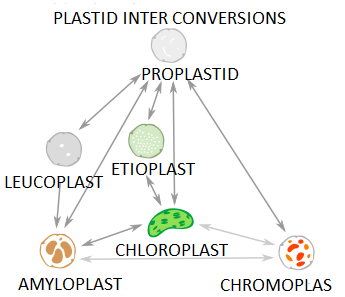 PLASTID INTER CONVERSIONS
PROPLASTID
ETIOPLAST
LEUCOPLAST
CHLOROPLAST
AMYLOPLAST
CHROMOPLAS